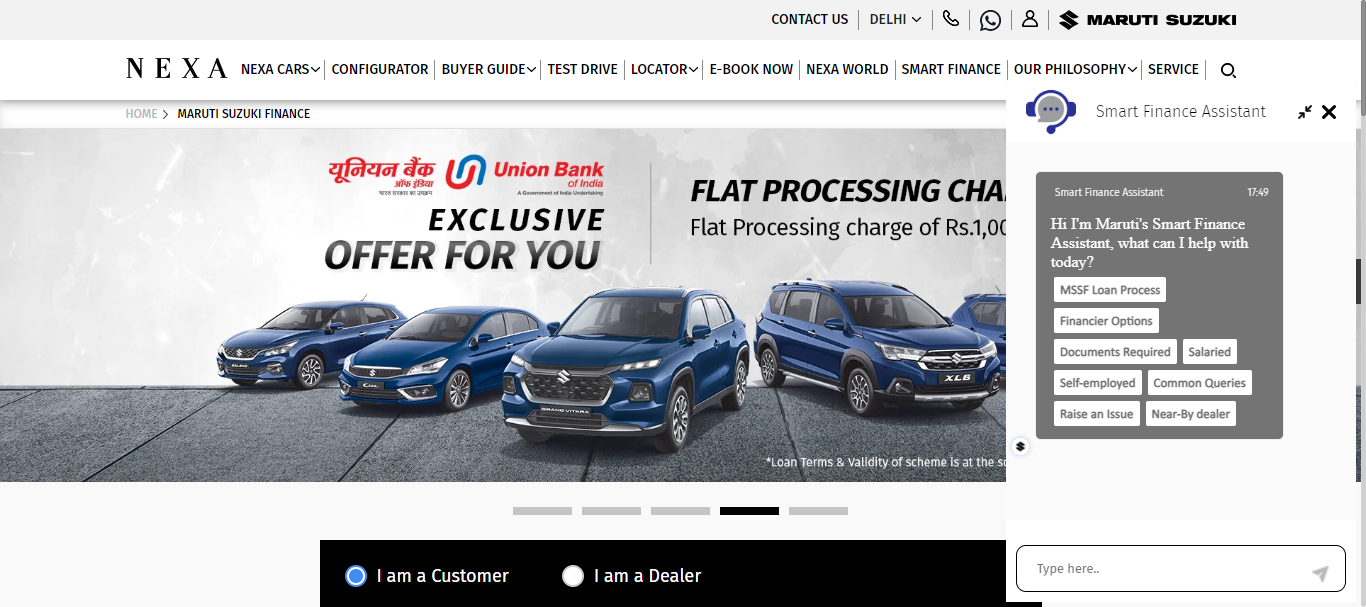 CONTACT US
DELHI
MARUTI SUZUKI
NEXA
NEXA CARS
CONFIGURATOR
BUYER GUIDE
TEST DRIVE
LOCATOR
E-BOOK NOW
NEXA WORLD
SMART FINANCE
OUR PHILOSOPHY
SERVICE
HOME
MARUTI SUZUKI FINANCE
यूनियन बैंक
ऑफ इंडिया
भारत सरकार का उपक्रम
Union Bank
of India
A Government of India Undertaking
EXCLUSIVE
OFFER FOR YOU
FLAT PROCESSING CHA
Flat Processing charge of Rs.1,00
BALENO
CIAZ
GRAND VITARA
XL6
*Loan Terms & Validity of scheme is at the so
I am a Customer
I am a Dealer
Smart Finance Assistant
Smart Finance Assistant 17:49
Hi I'm Maruti's Smart Finance
Assistant, what can I help with
today?
MSSF Loan Process
Financier Options
Documents Required
Salaried
Self-employed
Common Queries
Raise an Issue
Near-By dealer
Type here..